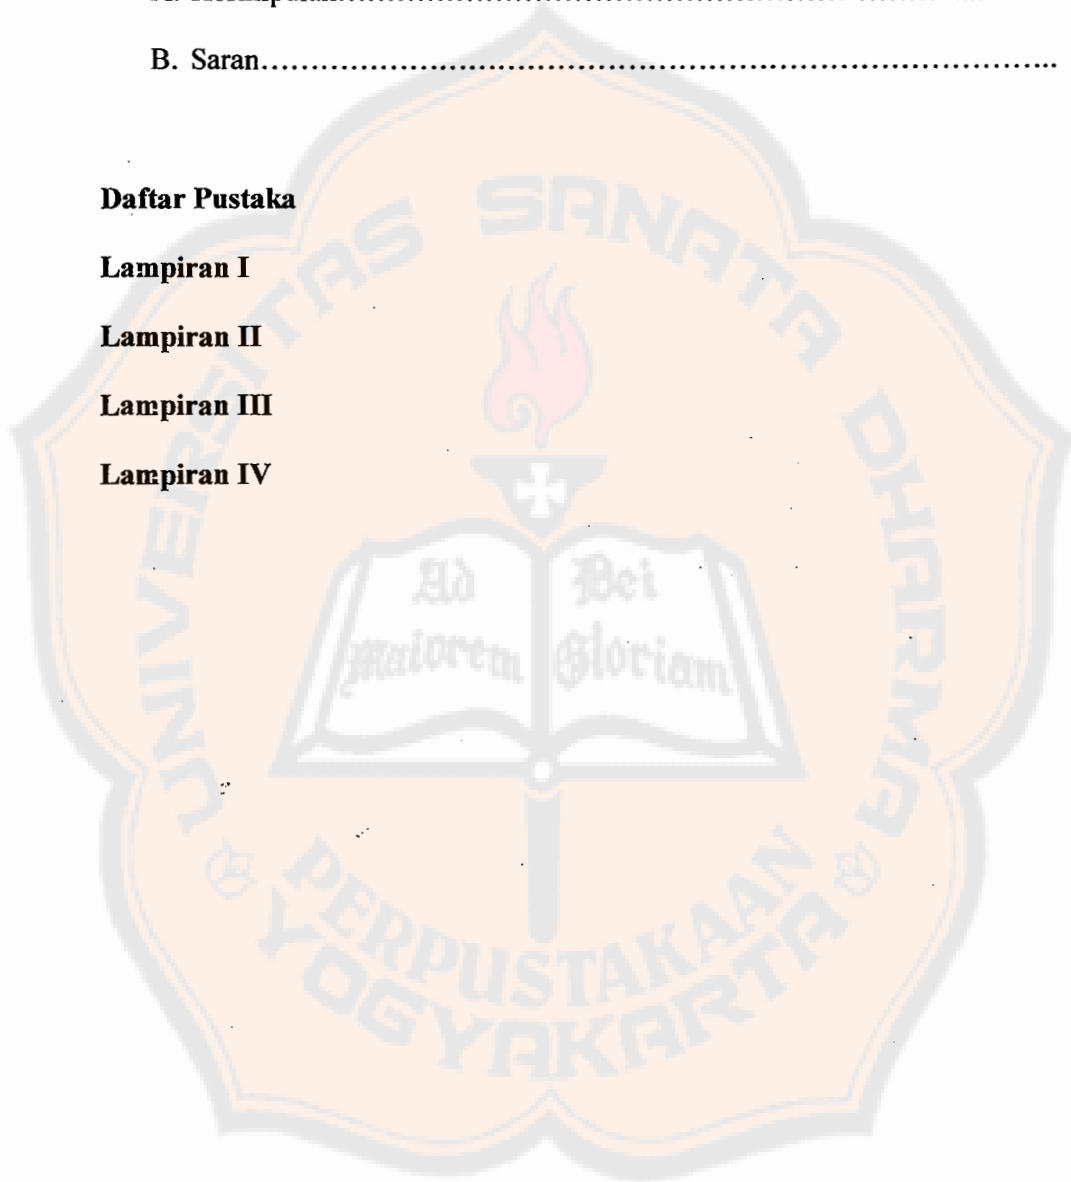 B. Saran……………………………………………………………………..
Daftar Pustaka
Lampiran I
Lampiran II
Lampiran III
Lampiran IV
UNIVERSITAS SANATA DHARMA
Ad Dei
Maiorem Gloriam
PERPUSTAKAAN
YOGYAKARTA